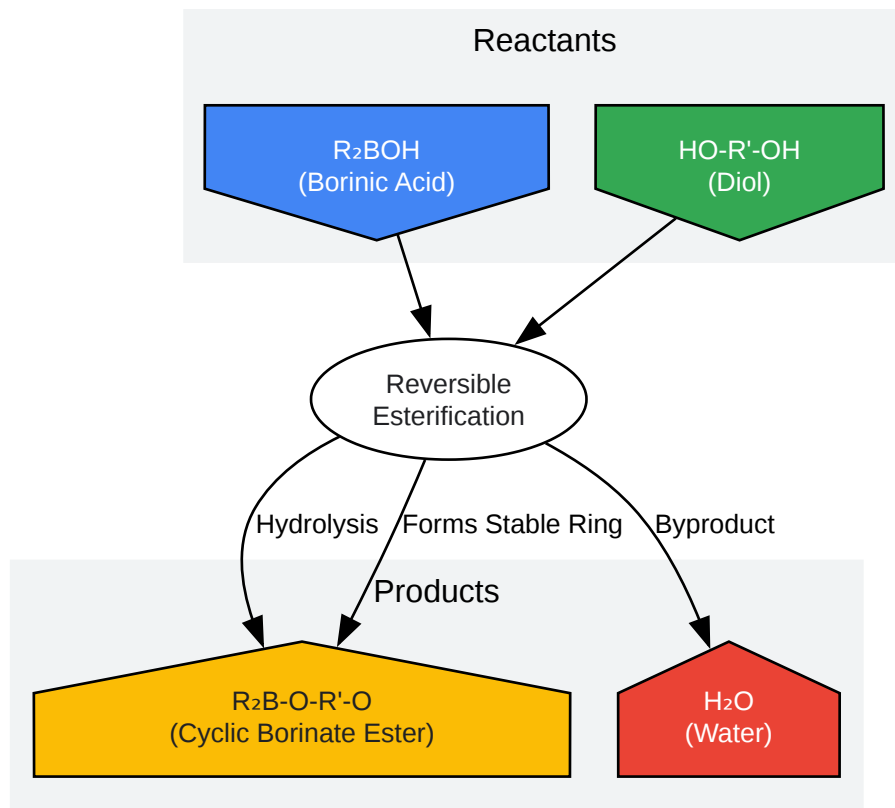 Reactants
R₂BOH
(Borinic Acid)
HO-R'-OH
(Diol)
Reversible
Esterification
Hydrolysis
Forms Stable Ring
Byproduct
Products
R₂B-O-R'-O
(Cyclic Borinate Ester)
H₂O
(Water)